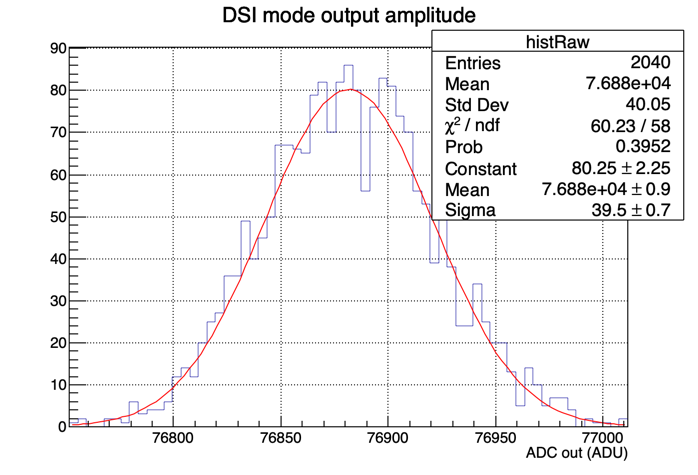 DSI mode output amplitude
histRaw
Entries 2040
Mean 7.688e+04
Std Dev 40.05
χ² / ndf 60.23 / 58
Prob 0.3952
Constant 80.25 ± 2.25
Mean 7.688e+04 ± 0.9
Sigma 39.5 ± 0.7
90
80
70
60
50
40
30
20
10
0
76800 76850 76900 76950 77000
ADC out (ADU)